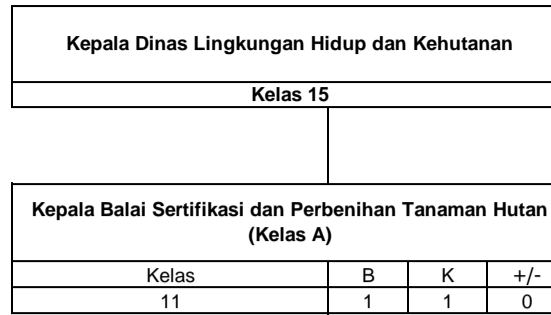 Kepala Dinas Lingkungan Hidup dan Kehutanan
Kelas 15
Kepala Balai Sertifikasi dan Perbenihan Tanaman Hutan
(Kelas A)
Kelas B K +/-
11 1 1 0